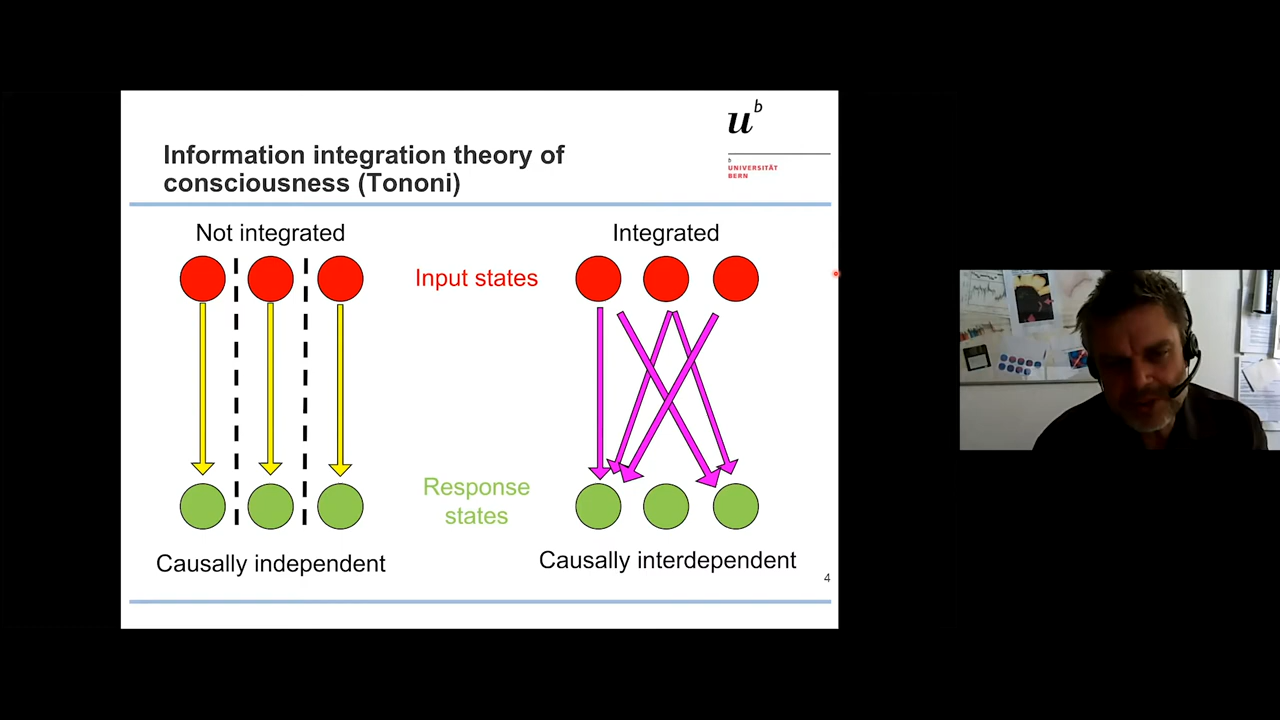 u b
Information integration theory of
consciousness (Tononi)
b
UNIVERSITÄT
BERN
Not integrated
Integrated
Input states
Response
states
Causally independent
Causally interdependent
4